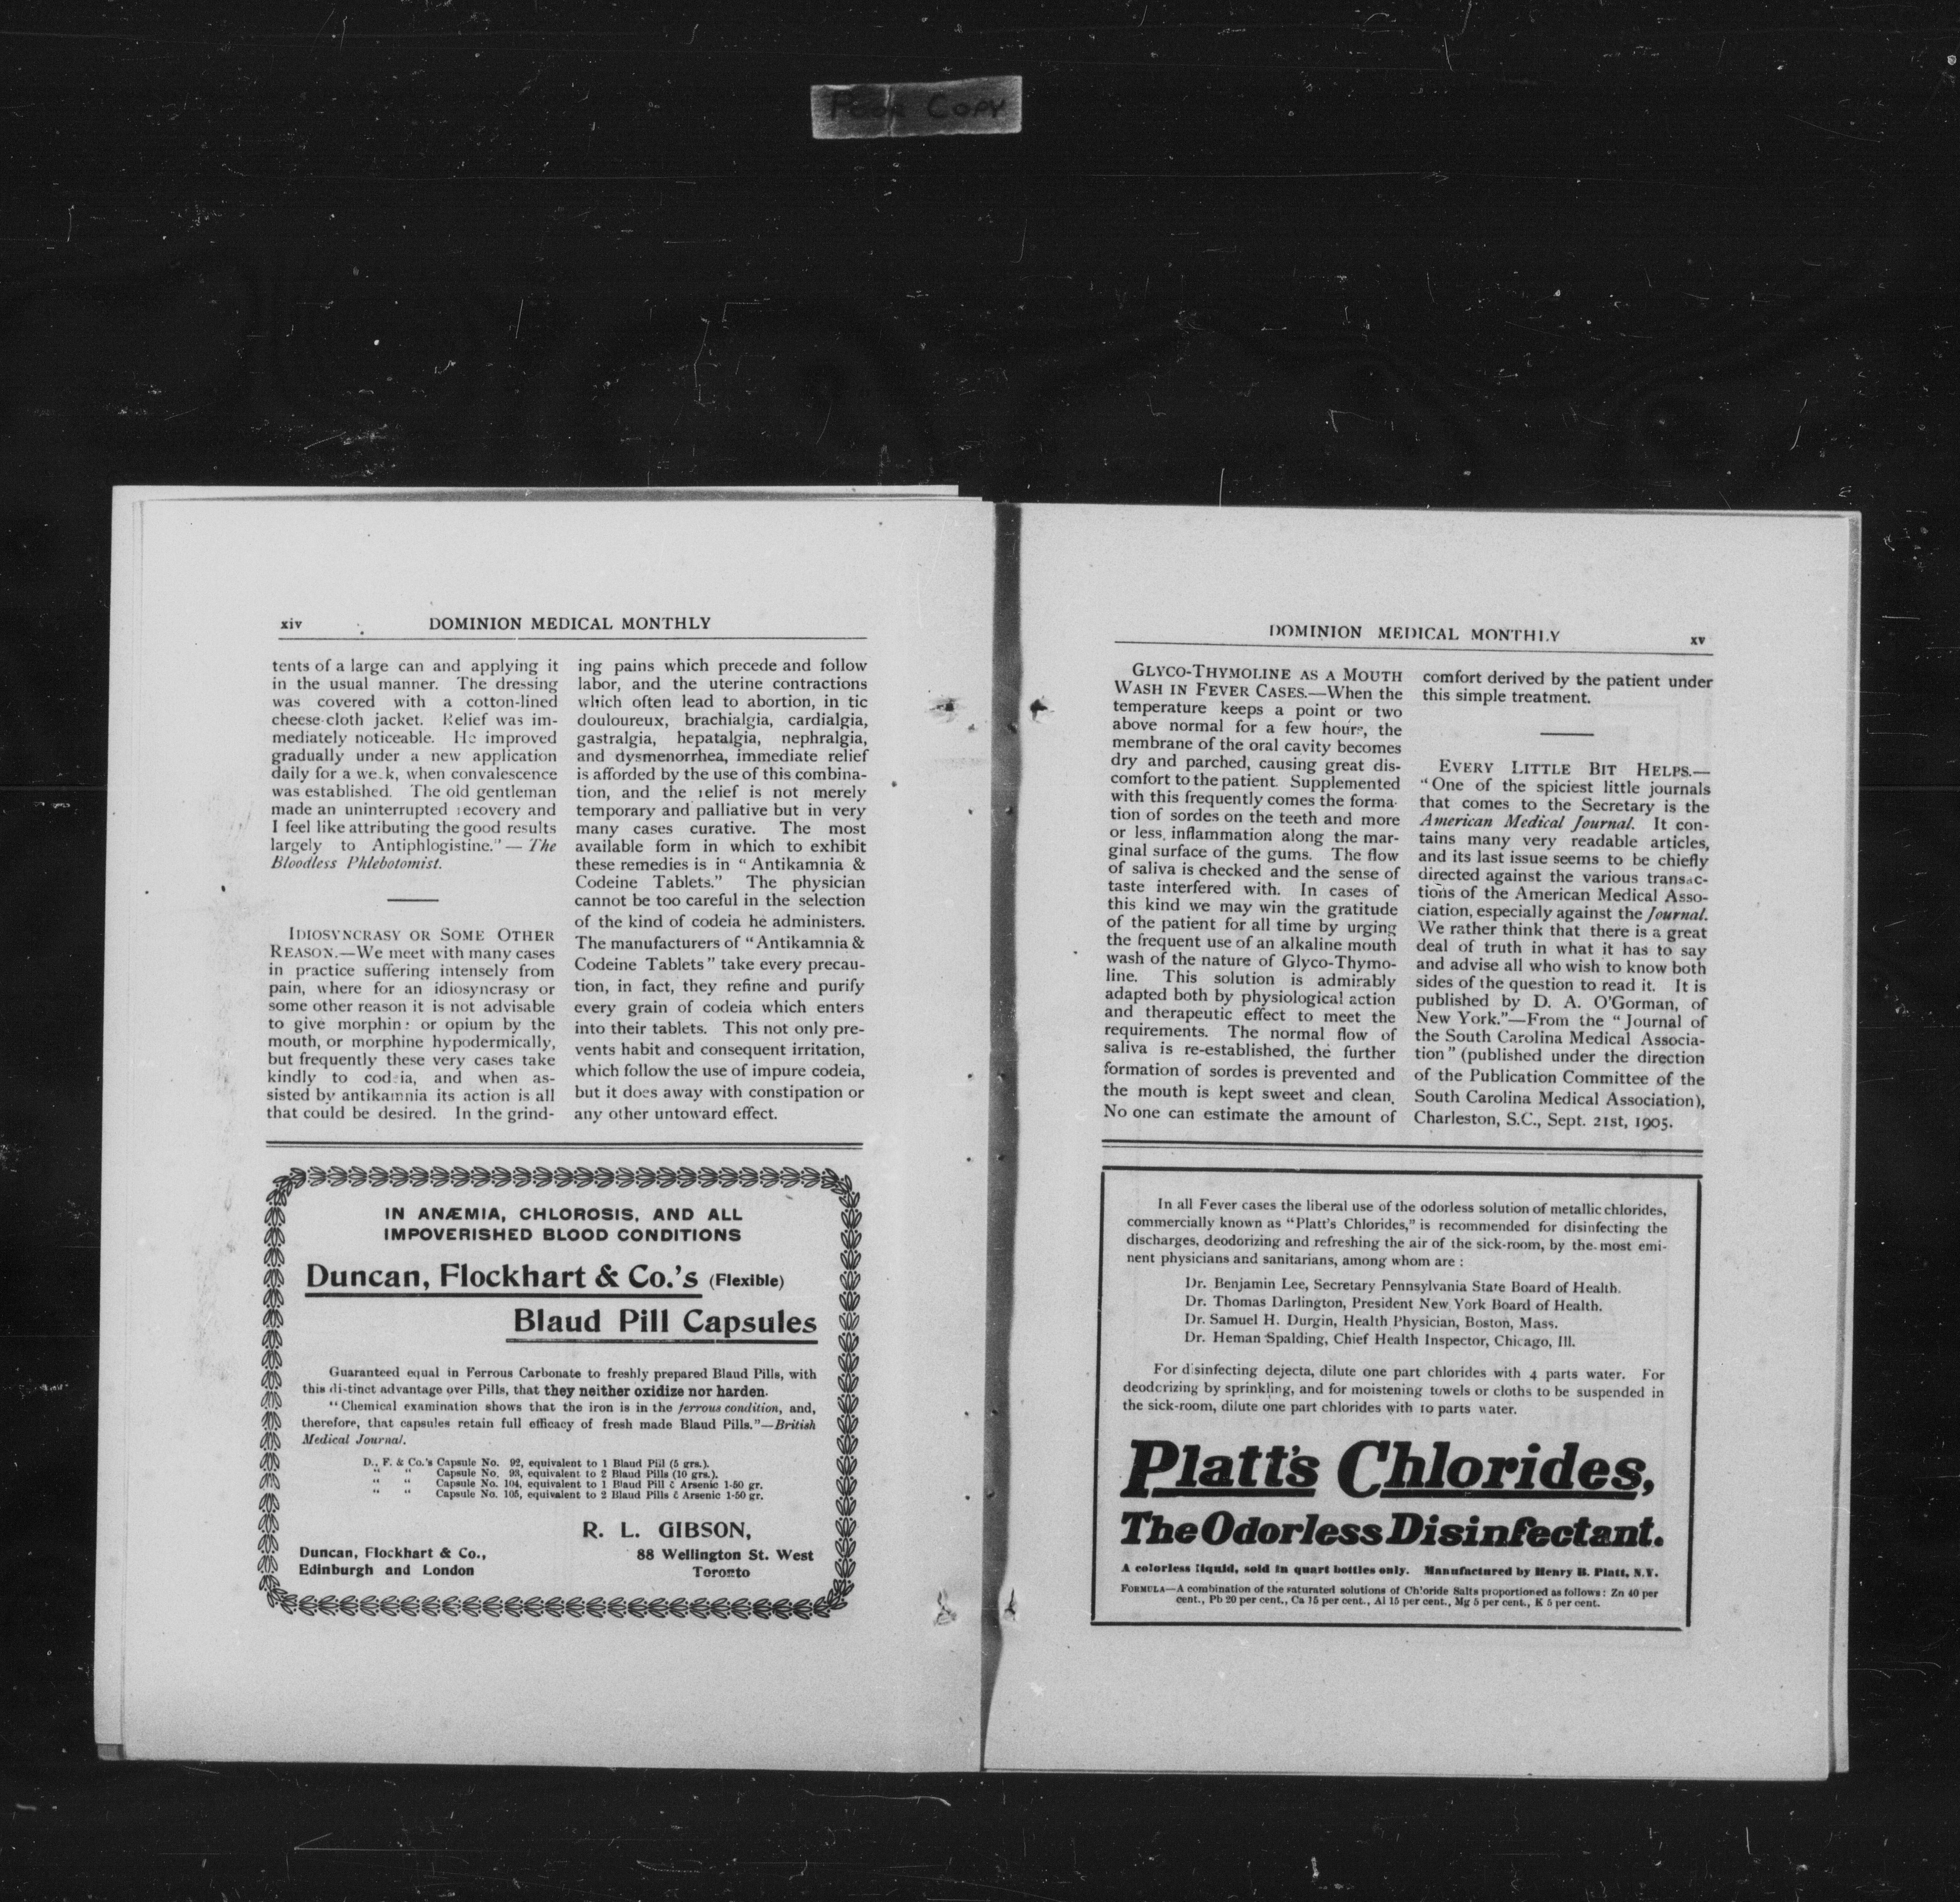 Poor Copy
xiv DOMINION MEDICAL MONTHLY
tents of a large can and applying it
in the usual manner. The dressing
was covered with a cotton-lined
cheese-cloth jacket. Relief was im-
mediately noticeable. He improved
gradually under a new application
daily for a week, when convalescence
was established. The old gentleman
made an uninterrupted recovery and
I feel like attributing the good results
largely to Antiphlogistine." — The
Bloodless Phlebotomist.
IDIOSYNCRASY OR SOME OTHER
REASON.—We meet with many cases
in practice suffering intensely from
pain, where for an idiosyncrasy or
some other reason it is not advisable
to give morphine or opium by the
mouth, or morphine hypodermically,
but frequently these very cases take
kindly to codeia, and when as-
sisted by antikamnia its action is all
that could be desired. In the grind-
ing pains which precede and follow
labor, and the uterine contractions
which often lead to abortion, in tic
douloureux, brachialgia, cardialgia,
gastralgia, hepatalgia, nephralgia,
and dysmenorrhea, immediate relief
is afforded by the use of this combina-
tion, and the relief is not merely
temporary and palliative but in very
many cases curative. The most
available form in which to exhibit
these remedies is in "Antikamnia &
Codeine Tablets." The physician
cannot be too careful in the selection
of the kind of codeia he administers.
The manufacturers of "Antikamnia &
Codeine Tablets" take every precau-
tion, in fact, they refine and purify
every grain of codeia which enters
into their tablets. This not only pre-
vents habit and consequent irritation,
which follow the use of impure codeia,
but it does away with constipation or
any other untoward effect.
IN ANÆMIA, CHLOROSIS, AND ALL
IMPOVERISHED BLOOD CONDITIONS
Duncan, Flockhart & Co.'s (Flexible)
Blaud Pill Capsules
Guaranteed equal in Ferrous Carbonate to freshly prepared Blaud Pills, with
this distinct advantage over Pills, that they neither oxidize nor harden.
"Chemical examination shows that the iron is in the ferrous condition, and,
therefore, that capsules retain full efficacy of fresh made Blaud Pills."—British
Medical Journal.
D., F. & Co.'s Capsule No. 92, equivalent to 1 Blaud Pill (5 grs.).
" " Capsule No. 93, equivalent to 2 Blaud Pills (10 grs.).
" " Capsule No. 104, equivalent to 1 Blaud Pill c̄ Arsenic 1-50 gr.
" " Capsule No. 105, equivalent to 2 Blaud Pills c̄ Arsenic 1-50 gr.
R. L. GIBSON,
Duncan, Flockhart & Co., 88 Wellington St. West
Edinburgh and London Toronto
DOMINION MEDICAL MONTHLY xv
GLYCO-THYMOLINE AS A MOUTH
WASH IN FEVER CASES.—When the
temperature keeps a point or two
above normal for a few hours, the
membrane of the oral cavity becomes
dry and parched, causing great dis-
comfort to the patient. Supplemented
with this frequently comes the forma-
tion of sordes on the teeth and more
or less inflammation along the mar-
ginal surface of the gums. The flow
of saliva is checked and the sense of
taste interfered with. In cases of
this kind we may win the gratitude
of the patient for all time by urging
the frequent use of an alkaline mouth
wash of the nature of Glyco-Thymo-
line. This solution is admirably
adapted both by physiological action
and therapeutic effect to meet the
requirements. The normal flow of
saliva is re-established, the further
formation of sordes is prevented and
the mouth is kept sweet and clean.
No one can estimate the amount of
comfort derived by the patient under
this simple treatment.
EVERY LITTLE BIT HELPS.—
"One of the spiciest little journals
that comes to the Secretary is the
American Medical Journal. It con-
tains many very readable articles,
and its last issue seems to be chiefly
directed against the various transac-
tions of the American Medical Asso-
ciation, especially against the Journal.
We rather think that there is a great
deal of truth in what it has to say
and advise all who wish to know both
sides of the question to read it. It is
published by D. A. O'Gorman, of
New York."—From the "Journal of
the South Carolina Medical Associa-
tion" (published under the direction
of the Publication Committee of the
South Carolina Medical Association),
Charleston, S.C., Sept. 21st, 1905.
In all Fever cases the liberal use of the odorless solution of metallic chlorides,
commercially known as "Platt's Chlorides," is recommended for disinfecting the
discharges, deodorizing and refreshing the air of the sick-room, by the most emi-
nent physicians and sanitarians, among whom are :
Dr. Benjamin Lee, Secretary Pennsylvania State Board of Health.
Dr. Thomas Darlington, President New York Board of Health.
Dr. Samuel H. Durgin, Health Physician, Boston, Mass.
Dr. Heman Spalding, Chief Health Inspector, Chicago, Ill.
For disinfecting dejecta, dilute one part chlorides with 4 parts water. For
deodorizing by sprinkling, and for moistening towels or cloths to be suspended in
the sick-room, dilute one part chlorides with 10 parts water.
Platt's Chlorides,
The Odorless Disinfectant.
A colorless liquid, sold in quart bottles only. Manufactured by Henry B. Platt, N.Y.
FORMULA—A combination of the saturated solutions of Chloride Salts proportioned as follows: Zn 40 per
cent., Pb 20 per cent., Ca 15 per cent., Al 15 per cent., Mg 5 per cent., K 5 per cent.